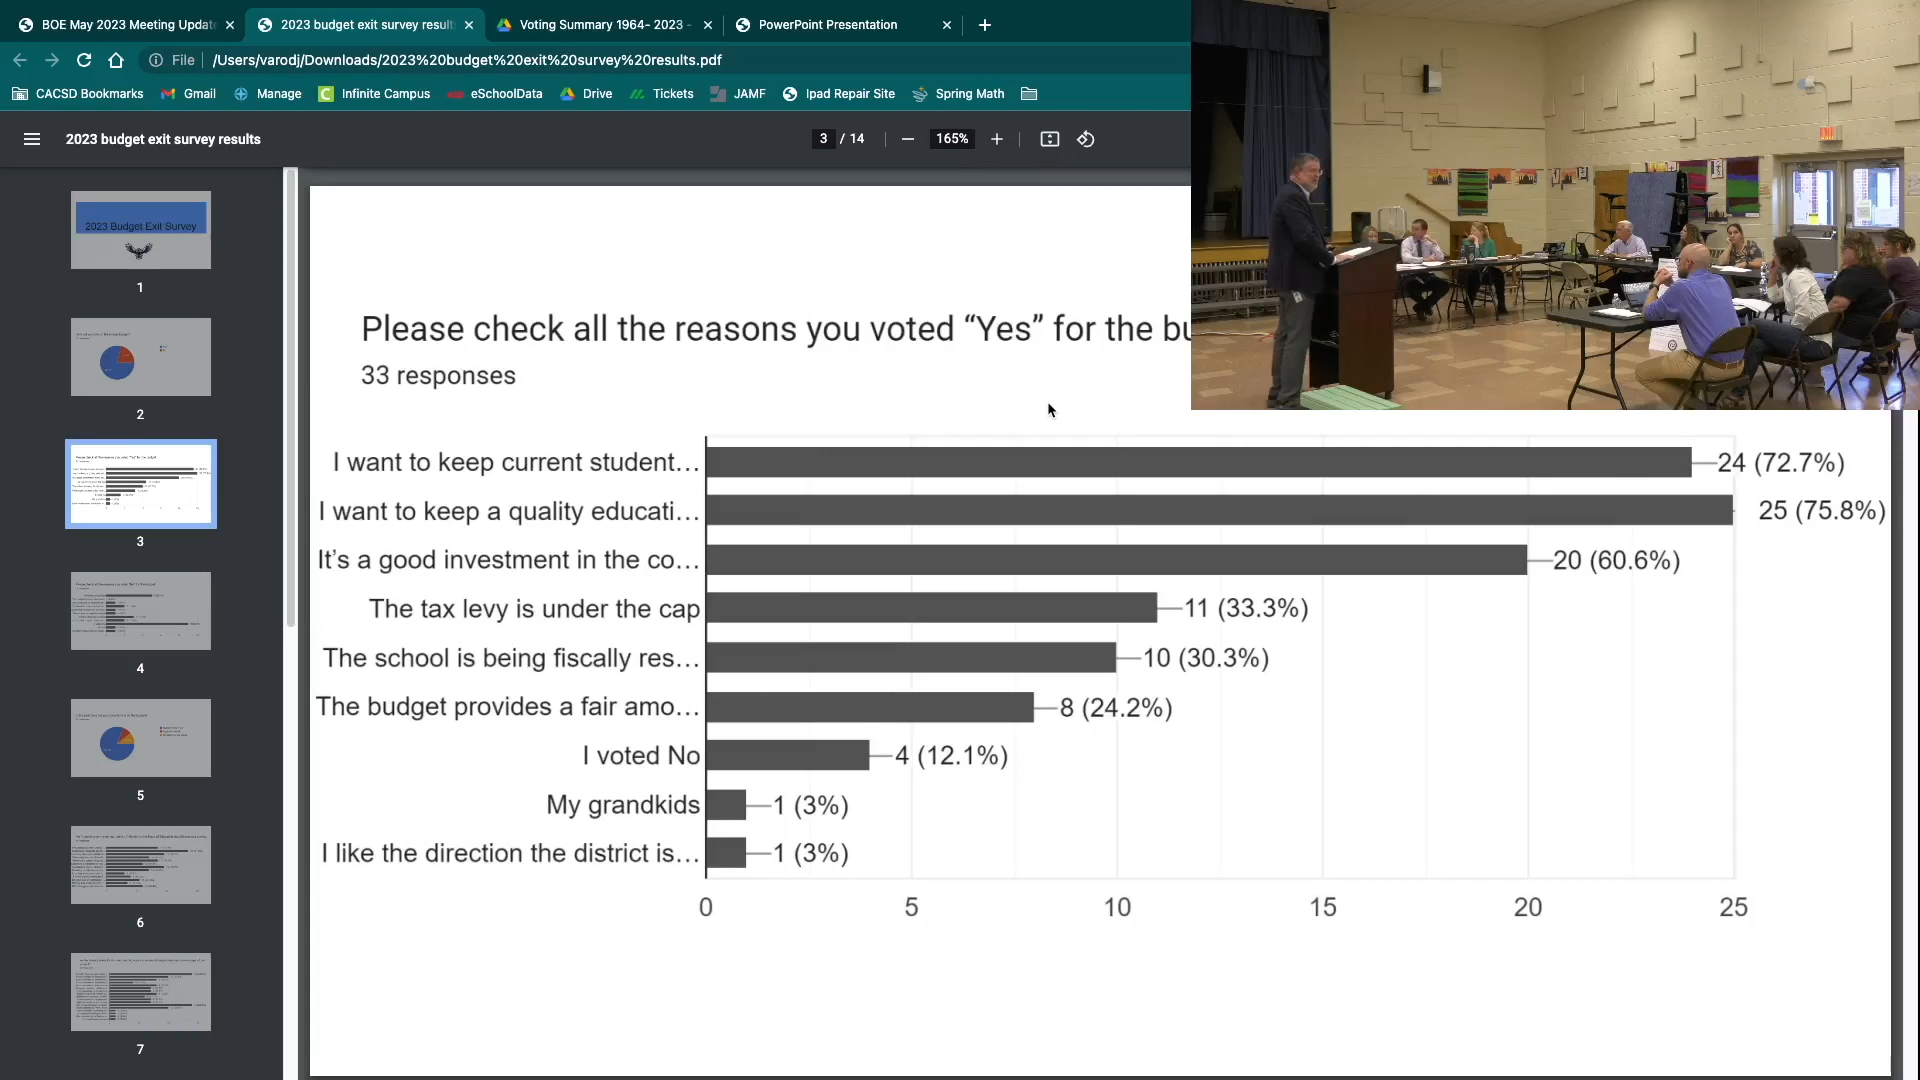 BOE May 2023 Meeting Update
2023 budget exit survey result
Voting Summary 1964- 2023 -
PowerPoint Presentation
File
/Users/varodj/Downloads/2023%20budget%20exit%20survey%20results.pdf
CACSD Bookmarks
Gmail
Manage
Infinite Campus
eSchoolData
Drive
Tickets
JAMF
Ipad Repair Site
Spring Math
2023 budget exit survey results
3 / 14
165%
2023 Budget Exit Survey
1
2
3
4
5
6
7
Please check all the reasons you voted “Yes” for the bu
33 responses
I want to keep current student… 24 (72.7%)
I want to keep a quality educati… 25 (75.8%)
It’s a good investment in the co… 20 (60.6%)
The tax levy is under the cap 11 (33.3%)
The school is being fiscally res… 10 (30.3%)
The budget provides a fair amo… 8 (24.2%)
I voted No 4 (12.1%)
My grandkids 1 (3%)
I like the direction the district is… 1 (3%)
0 5 10 15 20 25